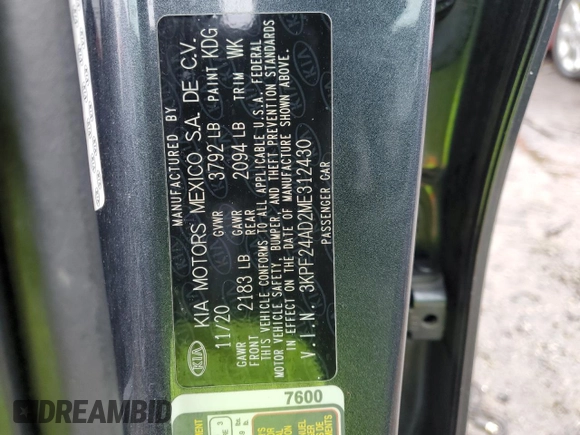 MANUFACTURED BY
KIA KIA MOTORS MEXICO S.A DE C.V.
11/20 GVWR 3792 LB PAINT KDG
GAWR FRONT 2183 LB GAWR REAR 2094 LB TRIM WK
THIS VEHICLE CONFORMS TO ALL APPLICABLE U.S.A. FEDERAL
MOTOR VEHICLE SAFETY, BUMPER, AND THEFT PREVENTION STANDARDS
IN EFFECT ON THE DATE OF MANUFACTURE SHOWN ABOVE.
V.I.N. : 3KPF24AD2ME312430
PASSENGER CAR
7600
DREAMBID